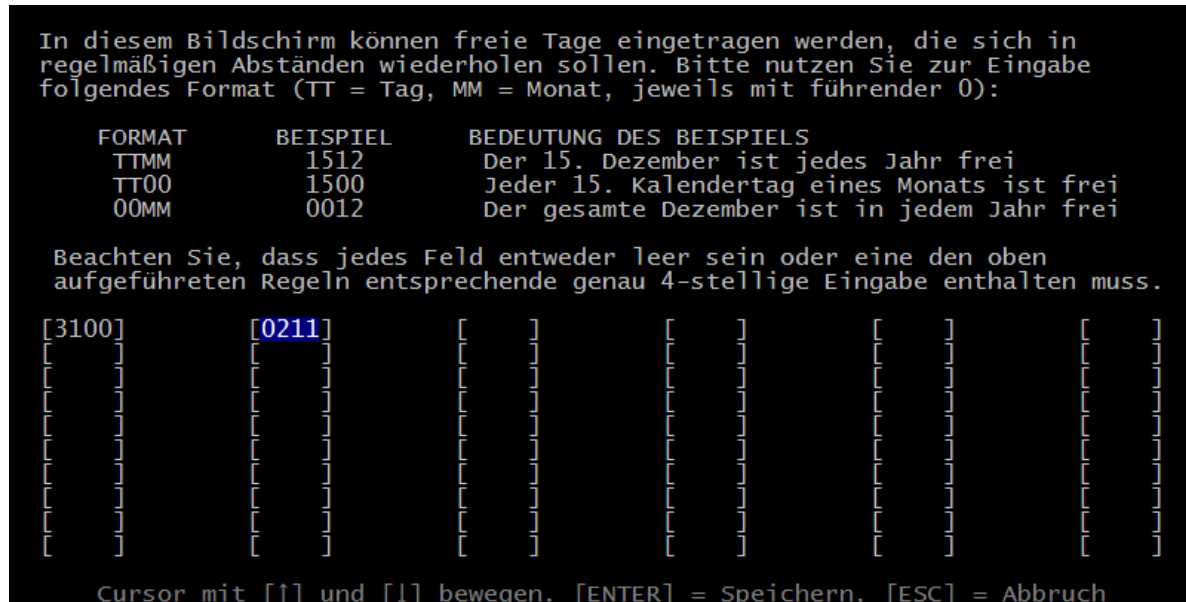 In diesem Bildschirm können freie Tage eingetragen werden, die sich in
regelmäßigen Abständen wiederholen sollen. Bitte nutzen Sie zur Eingabe
folgendes Format (TT = Tag, MM = Monat, jeweils mit führender 0):
FORMAT BEISPIEL BEDEUTUNG DES BEISPIELS
TTMM 1512 Der 15. Dezember ist jedes Jahr frei
TT00 1500 Jeder 15. Kalendertag eines Monats ist frei
00MM 0012 Der gesamte Dezember ist in jedem Jahr frei
Beachten Sie, dass jedes Feld entweder leer sein oder eine den oben
aufgeführeten Regeln entsprechende genau 4-stellige Eingabe enthalten muss.
[3100] [0211] [    ] [    ] [    ] [    ]
[    ] [    ] [    ] [    ] [    ] [    ]
[    ] [    ] [    ] [    ] [    ] [    ]
[    ] [    ] [    ] [    ] [    ] [    ]
[    ] [    ] [    ] [    ] [    ] [    ]
[    ] [    ] [    ] [    ] [    ] [    ]
[    ] [    ] [    ] [    ] [    ] [    ]
[    ] [    ] [    ] [    ] [    ] [    ]
[    ] [    ] [    ] [    ] [    ] [    ]
[    ] [    ] [    ] [    ] [    ] [    ]
Cursor mit [↑] und [↓] bewegen. [ENTER] = Speichern. [ESC] = Abbruch